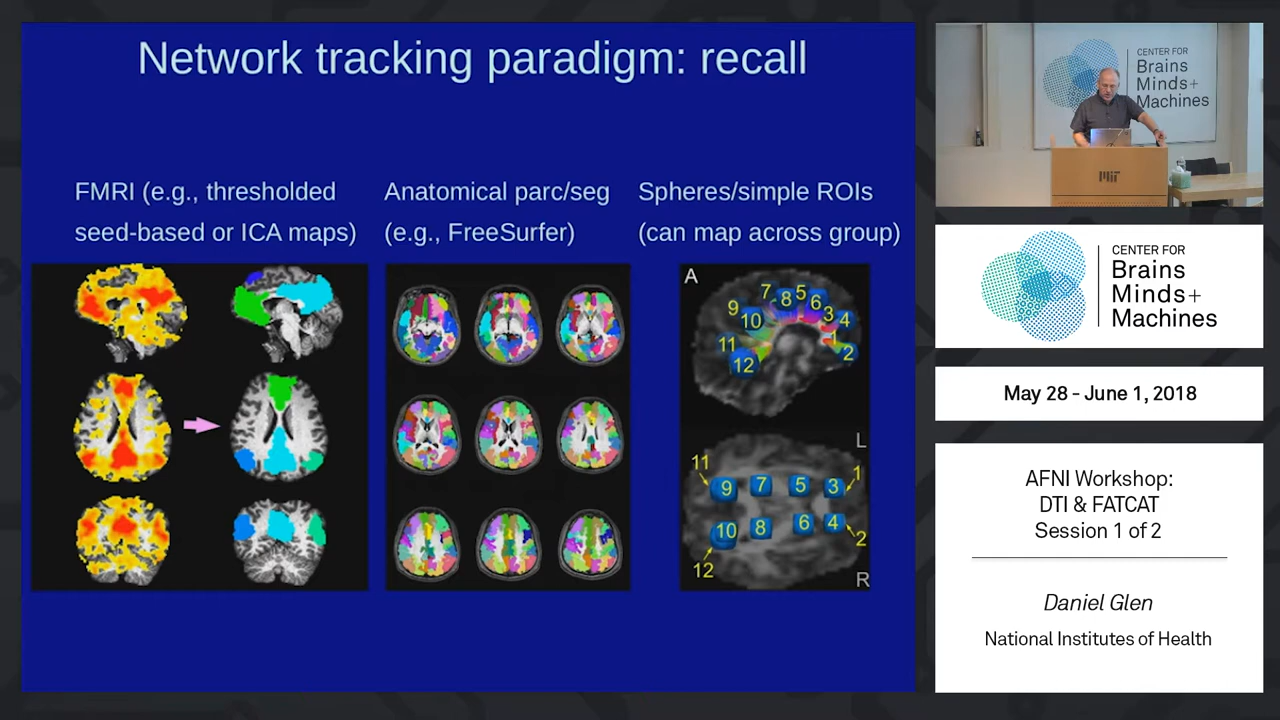 Network tracking paradigm: recall
FMRI (e.g., thresholded
seed-based or ICA maps)
Anatomical parc/seg
(e.g., FreeSurfer)
Spheres/simple ROIs
(can map across group)
A
7
8
5
6
9
10
3
4
11
12
1
2
L
11
9
7
5
3
1
10
8
6
4
2
12
R
CENTER FOR
Brains
Minds+
Machines
MIT
CENTER FOR
Brains
Minds+
Machines
May 28 - June 1, 2018
AFNI Workshop:
DTI & FATCAT
Session 1 of 2
Daniel Glen
National Institutes of Health